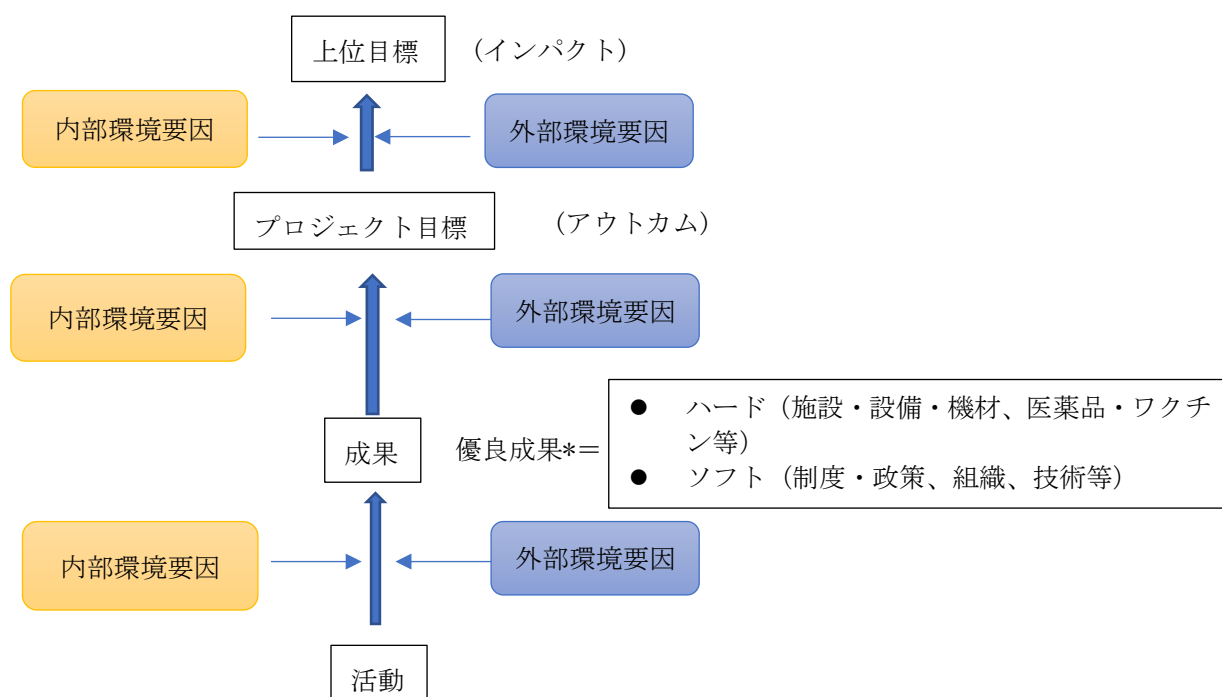 上位目標 (インパクト)
内部環境要因 外部環境要因
プロジェクト目標 (アウトカム)
内部環境要因 外部環境要因
● ハード(施設・設備・機材、医薬品・ワクチ
ン等)
成果 優良成果*=
● ソフト(制度・政策、組織、技術等)
内部環境要因 外部環境要因
活動